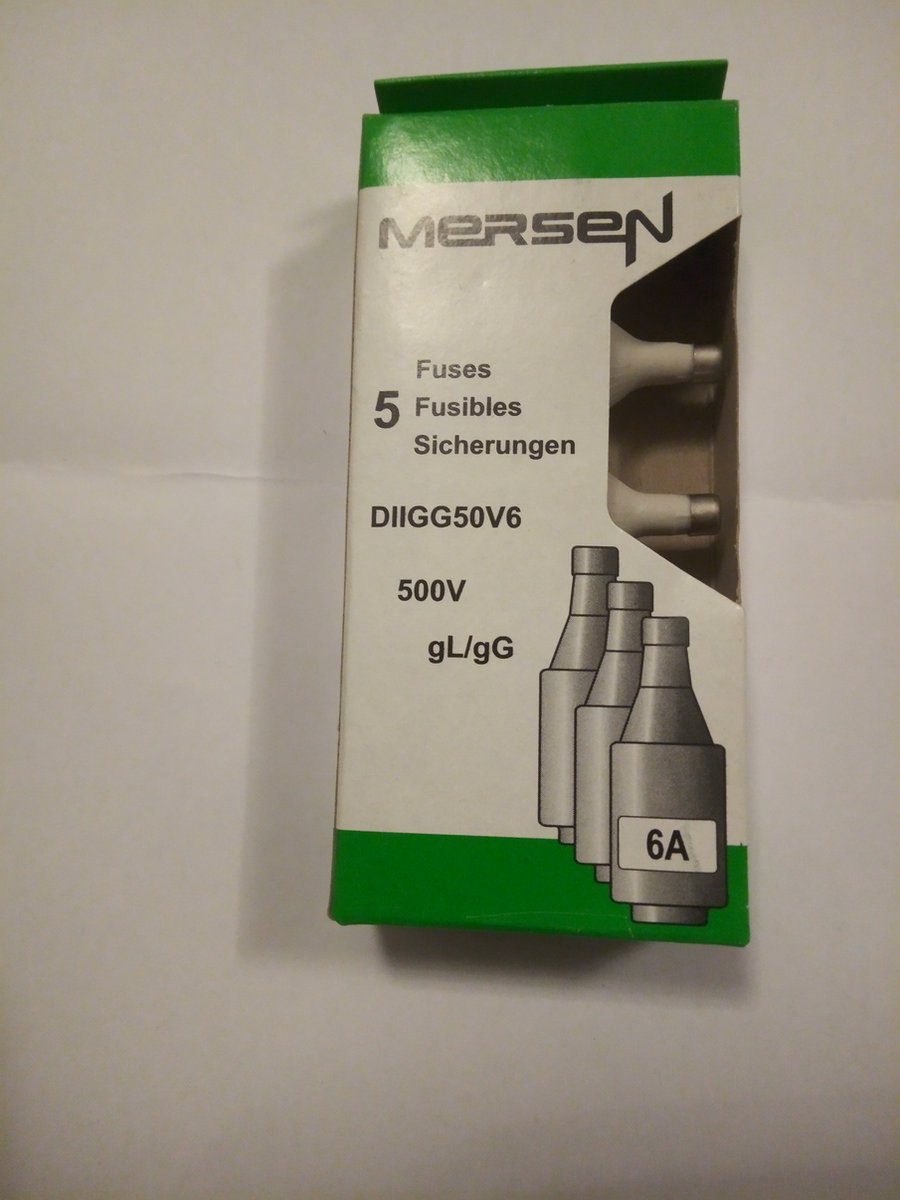 MERSEN
5
Fuses
Fusibles
Sicherungen
DIIGG50V6
500V
gL/gG
6A